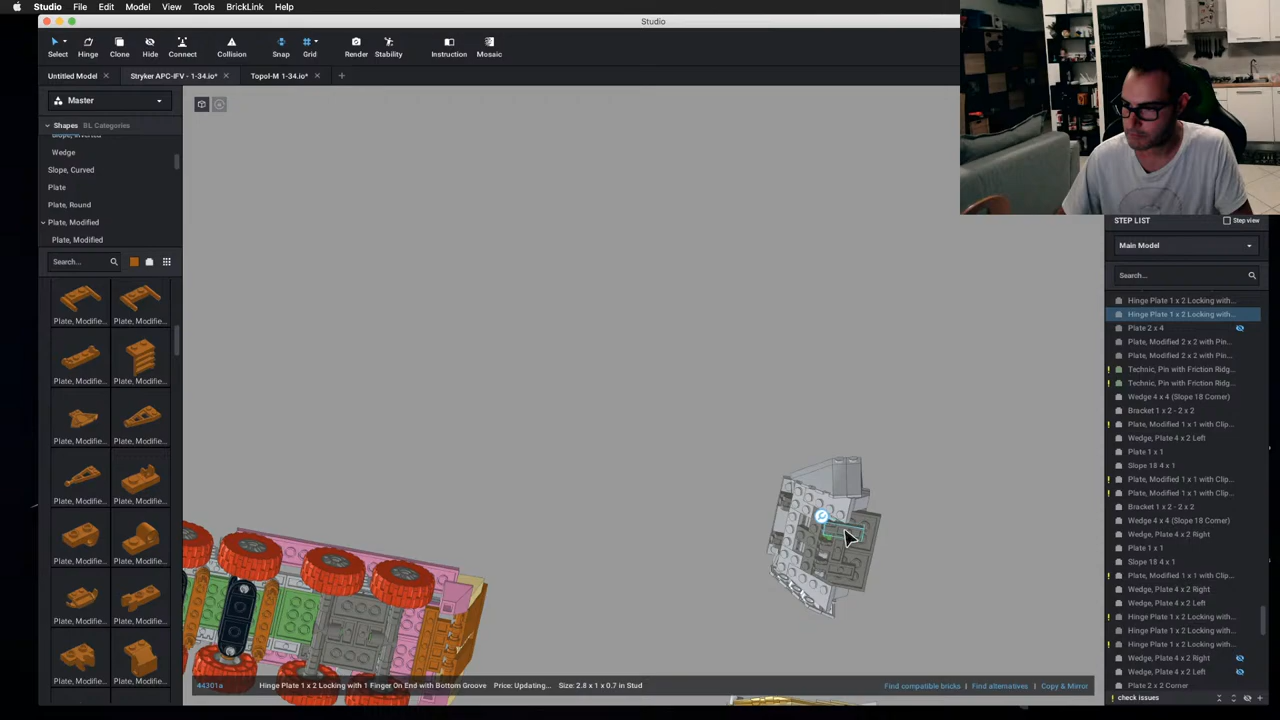 Studio File Edit Model View Tools BrickLink Help
Studio
Select Hinge Clone Hide Connect Collision Snap Grid Render Stability Instruction Mosaic
Untitled Model × Stryker APC-IFV - 1-34.io* × Topol-M 1-34.io* × +
Master
Shapes BL Categories
Slope, Inverted
Wedge
Slope, Curved
Plate
Plate, Round
Plate, Modified
Plate, Modified
Search...
Plate, Modifie... Plate, Modifie...
Plate, Modifie... Plate, Modifie...
Plate, Modifie... Plate, Modifie...
Plate, Modifie... Plate, Modifie...
Plate, Modifie... Plate, Modifie...
Plate, Modifie... Plate, Modifie...
Plate, Modifie... Plate, Modifie...
STEP LIST Step view
Main Model
Search...
Hinge Plate 1 x 2 Locking with...
Hinge Plate 1 x 2 Locking with...
Plate 2 x 4
Plate, Modified 2 x 2 with Pin...
Plate, Modified 2 x 2 with Pin...
Technic, Pin with Friction Ridg...
Technic, Pin with Friction Ridg...
Wedge 4 x 4 (Slope 18 Corner)
Bracket 1 x 2 - 2 x 2
Plate, Modified 1 x 1 with Clip...
Wedge, Plate 4 x 2 Left
Plate 1 x 1
Slope 18 4 x 1
Plate, Modified 1 x 1 with Clip...
Plate, Modified 1 x 1 with Clip...
Bracket 1 x 2 - 2 x 2
Wedge 4 x 4 (Slope 18 Corner)
Wedge, Plate 4 x 2 Right
Plate 1 x 1
Slope 18 4 x 1
Plate, Modified 1 x 1 with Clip...
Wedge, Plate 4 x 2 Right
Wedge, Plate 4 x 2 Left
Hinge Plate 1 x 2 Locking with...
Hinge Plate 1 x 2 Locking with...
Hinge Plate 1 x 2 Locking with...
Wedge, Plate 4 x 2 Right
Wedge, Plate 4 x 2 Left
Plate 2 x 2 Corner
check issues
44301a Hinge Plate 1 x 2 Locking with 1 Finger On End with Bottom Groove Price: Updating... Size: 2.8 x 1 x 0.7 in Stud Find compatible bricks | Find alternatives | Copy & Mirror